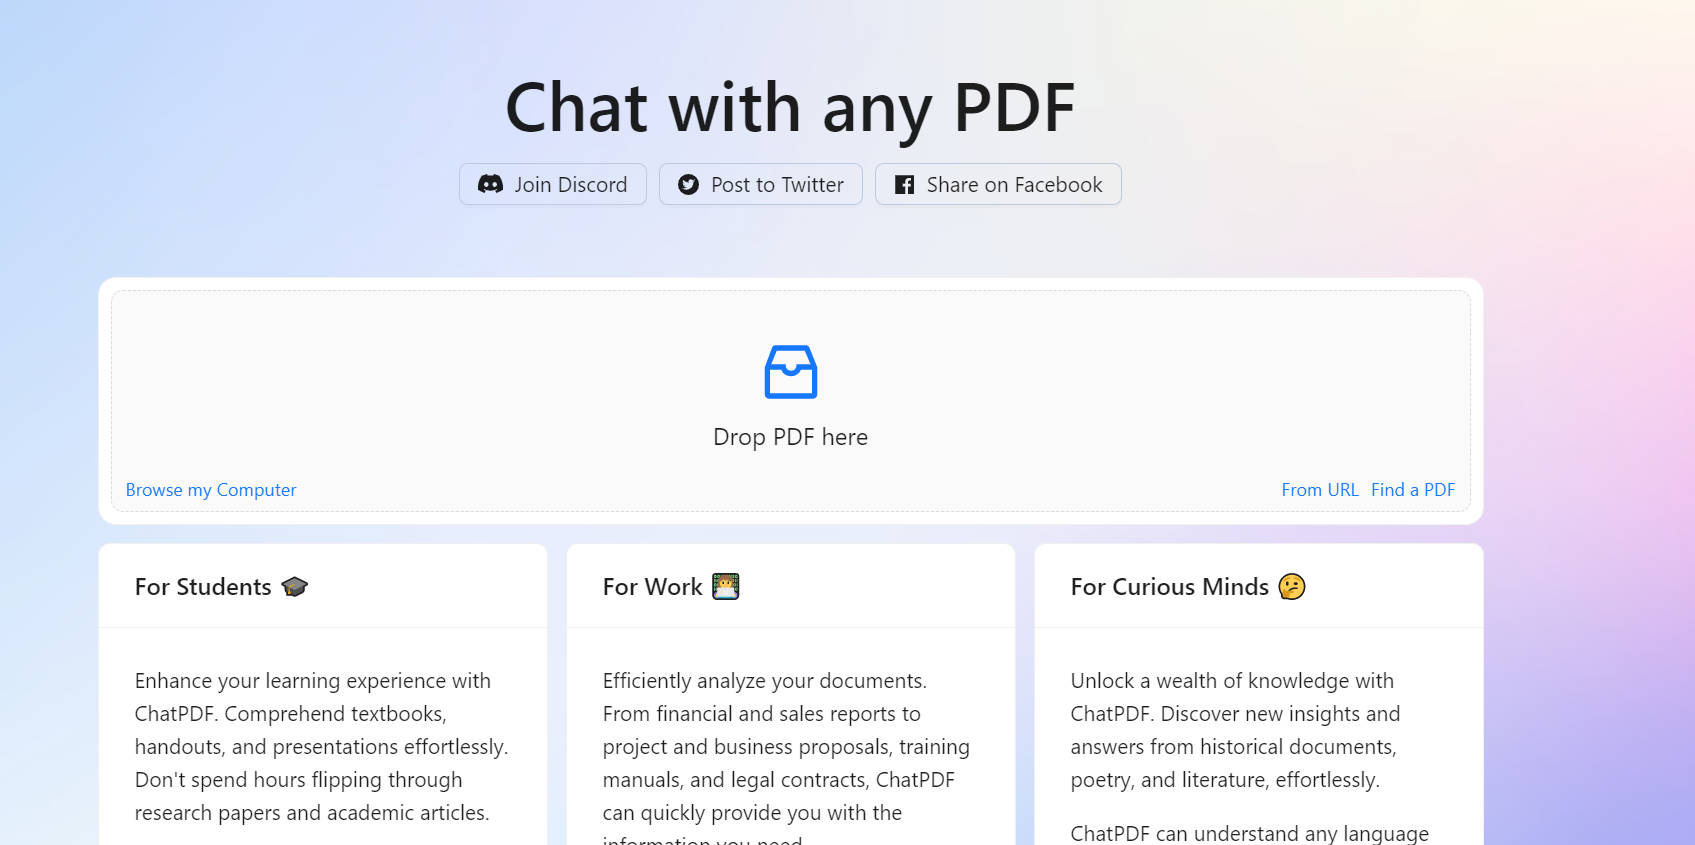 Chat with any PDF
Join Discord
Post to Twitter
Share on Facebook
Drop PDF here
Browse my Computer
From URL
Find a PDF
For Students 🎓
Enhance your learning experience with
ChatPDF. Comprehend textbooks,
handouts, and presentations effortlessly.
Don't spend hours flipping through
research papers and academic articles.
For Work 👨‍💻
Efficiently analyze your documents.
From financial and sales reports to
project and business proposals, training
manuals, and legal contracts, ChatPDF
can quickly provide you with the
information you need.
For Curious Minds 🤔
Unlock a wealth of knowledge with
ChatPDF. Discover new insights and
answers from historical documents,
poetry, and literature, effortlessly.
ChatPDF can understand any language